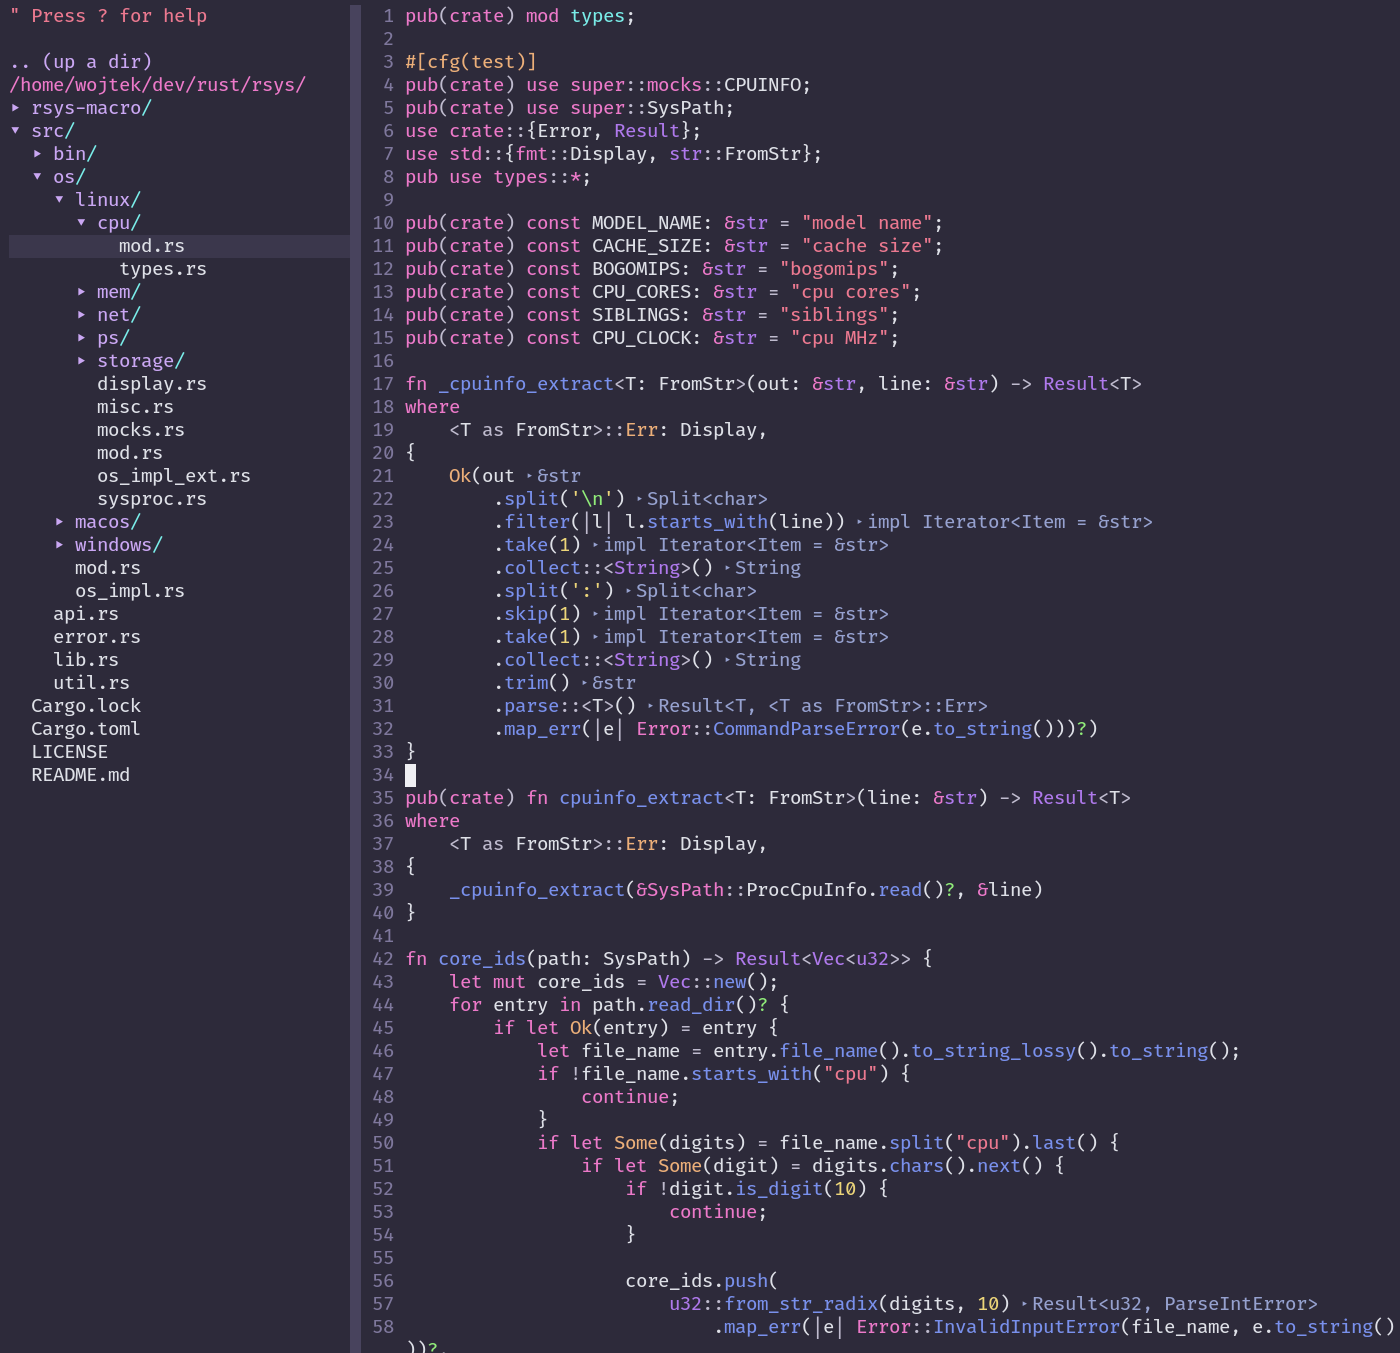 " Press ? for help
.. (up a dir)
/home/wojtek/dev/rust/rsys/
▸ rsys-macro/
▾ src/
▸ bin/
▾ os/
▾ linux/
▾ cpu/
mod.rs
types.rs
▸ mem/
▸ net/
▸ ps/
▸ storage/
display.rs
misc.rs
mocks.rs
mod.rs
os_impl_ext.rs
sysproc.rs
▸ macos/
▸ windows/
mod.rs
os_impl.rs
api.rs
error.rs
lib.rs
util.rs
Cargo.lock
Cargo.toml
LICENSE
README.md
1 pub(crate) mod types;
2
3 #[cfg(test)]
4 pub(crate) use super::mocks::CPUINFO;
5 pub(crate) use super::SysPath;
6 use crate::{Error, Result};
7 use std::{fmt::Display, str::FromStr};
8 pub use types::*;
9
10 pub(crate) const MODEL_NAME: &str = "model name";
11 pub(crate) const CACHE_SIZE: &str = "cache size";
12 pub(crate) const BOGOMIPS: &str = "bogomips";
13 pub(crate) const CPU_CORES: &str = "cpu cores";
14 pub(crate) const SIBLINGS: &str = "siblings";
15 pub(crate) const CPU_CLOCK: &str = "cpu MHz";
16
17 fn _cpuinfo_extract<T: FromStr>(out: &str, line: &str) -> Result<T>
18 where
19     <T as FromStr>::Err: Display,
20 {
21     Ok(out ‣&str
22         .split('\n') ‣Split<char>
23         .filter(|l| l.starts_with(line)) ‣impl Iterator<Item = &str>
24         .take(1) ‣impl Iterator<Item = &str>
25         .collect::<String>() ‣String
26         .split(':') ‣Split<char>
27         .skip(1) ‣impl Iterator<Item = &str>
28         .take(1) ‣impl Iterator<Item = &str>
29         .collect::<String>() ‣String
30         .trim() ‣&str
31         .parse::<T>() ‣Result<T, <T as FromStr>::Err>
32         .map_err(|e| Error::CommandParseError(e.to_string()))?)
33 }
34
35 pub(crate) fn cpuinfo_extract<T: FromStr>(line: &str) -> Result<T>
36 where
37     <T as FromStr>::Err: Display,
38 {
39     _cpuinfo_extract(&SysPath::ProcCpuInfo.read()?, &line)
40 }
41
42 fn core_ids(path: SysPath) -> Result<Vec<u32>> {
43     let mut core_ids = Vec::new();
44     for entry in path.read_dir()? {
45         if let Ok(entry) = entry {
46             let file_name = entry.file_name().to_string_lossy().to_string();
47             if !file_name.starts_with("cpu") {
48                 continue;
49             }
50             if let Some(digits) = file_name.split("cpu").last() {
51                 if let Some(digit) = digits.chars().next() {
52                     if !digit.is_digit(10) {
53                         continue;
54                     }
55
56                     core_ids.push(
57                         u32::from_str_radix(digits, 10) ‣Result<u32, ParseIntError>
58                             .map_err(|e| Error::InvalidInputError(file_name, e.to_string()
))?,